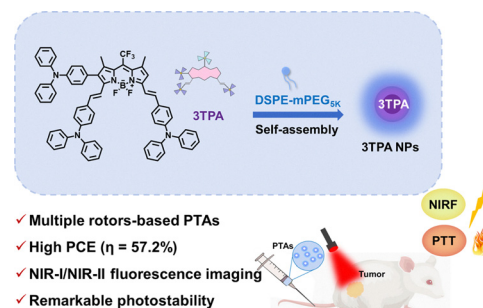 CF₃
N
B
N
F
F
N
N
N
3TPA
DSPE-mPEG₅ₖ
Self-assembly
3TPA
3TPA NPs
✓ Multiple rotors-based PTAs
✓ High PCE (η = 57.2%)
✓ NIR-I/NIR-II fluorescence imaging
✓ Remarkable photostability
PTAs
Tumor
NIRF
PTT